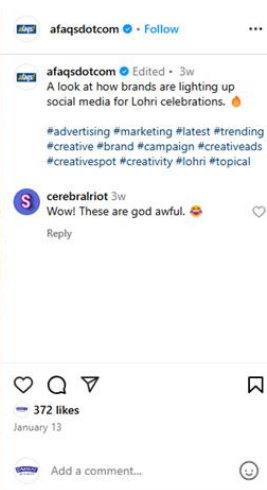 afaqsdotcom • Follow
afaqsdotcom Edited • 3w
A look at how brands are lighting up
social media for Lohri celebrations. 🔥
#advertising #marketing #latest #trending
#creative #brand #campaign #creativeads
#creativespot #creativity #lohri #topical
S
cerebralriot 3w
Wow! These are god awful. 😂
Reply
372 likes
January 13
Add a comment...